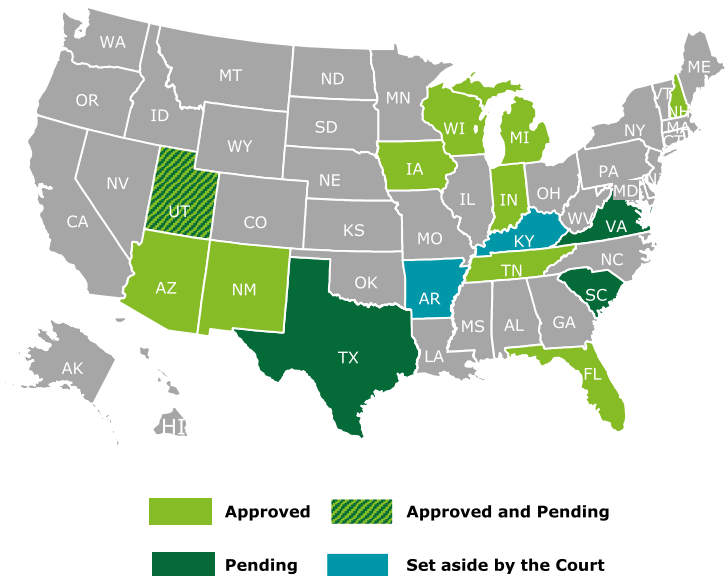 WA
ME
MT
ND
MN
OR
ID
SD
WI
MI
NH
NY
MA
WY
IA
PA
NV
NE
IL
IN
OH
MD
UT
CO
CA
KS
MO
KY
WV
VA
AZ
NM
OK
AR
TN
NC
SC
TX
LA
MS
AL
GA
AK
HI
FL
Approved
Approved and Pending
Pending
Set aside by the Court